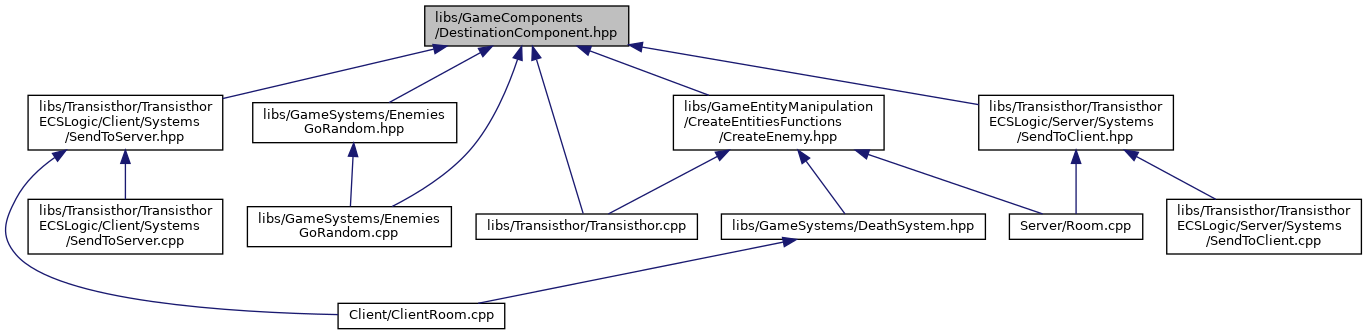 libs/GameComponents
/DestinationComponent.hpp
libs/Transisthor/Transisthor
ECSLogic/Client/Systems
/SendToServer.hpp
libs/GameSystems/Enemies
GoRandom.hpp
libs/GameEntityManipulation
/CreateEntitiesFunctions
/CreateEnemy.hpp
libs/Transisthor/Transisthor
ECSLogic/Server/Systems
/SendToClient.hpp
libs/Transisthor/Transisthor
ECSLogic/Client/Systems
/SendToServer.cpp
libs/GameSystems/Enemies
GoRandom.cpp
libs/Transisthor/Transisthor.cpp
libs/GameSystems/DeathSystem.hpp
Server/Room.cpp
libs/Transisthor/Transisthor
ECSLogic/Server/Systems
/SendToClient.cpp
Client/ClientRoom.cpp